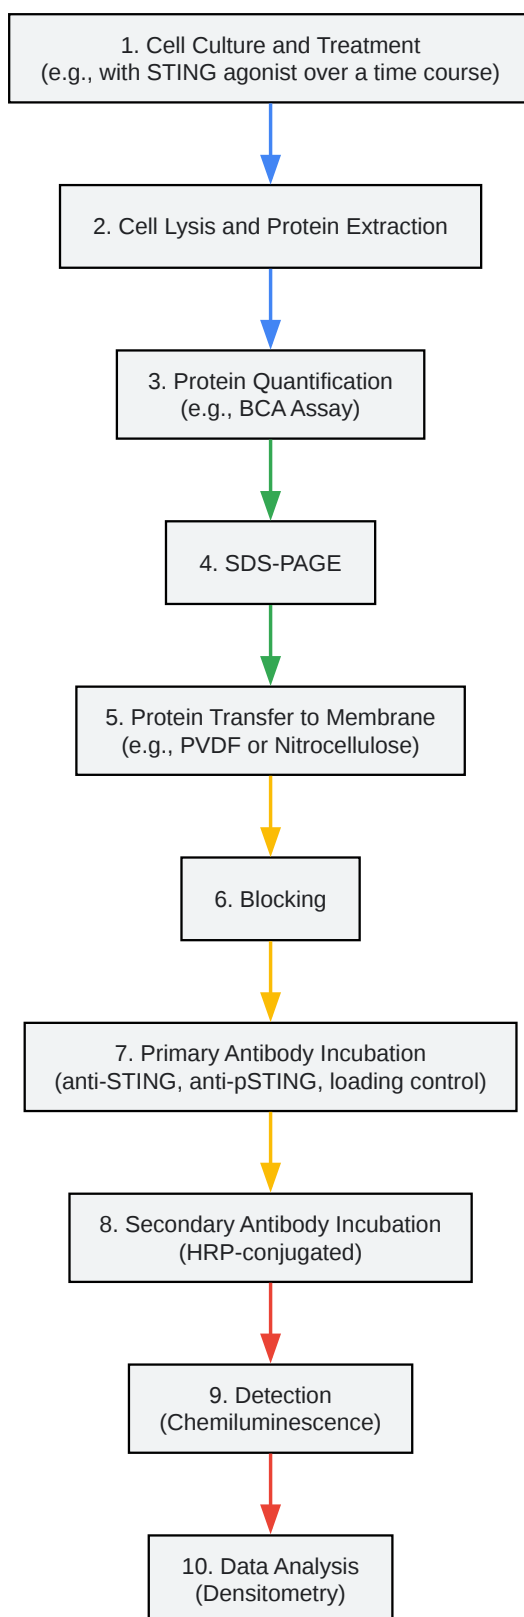 1. Cell Culture and Treatment
(e.g., with STING agonist over a time course)
2. Cell Lysis and Protein Extraction
3. Protein Quantification
(e.g., BCA Assay)
4. SDS-PAGE
5. Protein Transfer to Membrane
(e.g., PVDF or Nitrocellulose)
6. Blocking
7. Primary Antibody Incubation
(anti-STING, anti-pSTING, loading control)
8. Secondary Antibody Incubation
(HRP-conjugated)
9. Detection
(Chemiluminescence)
10. Data Analysis
(Densitometry)